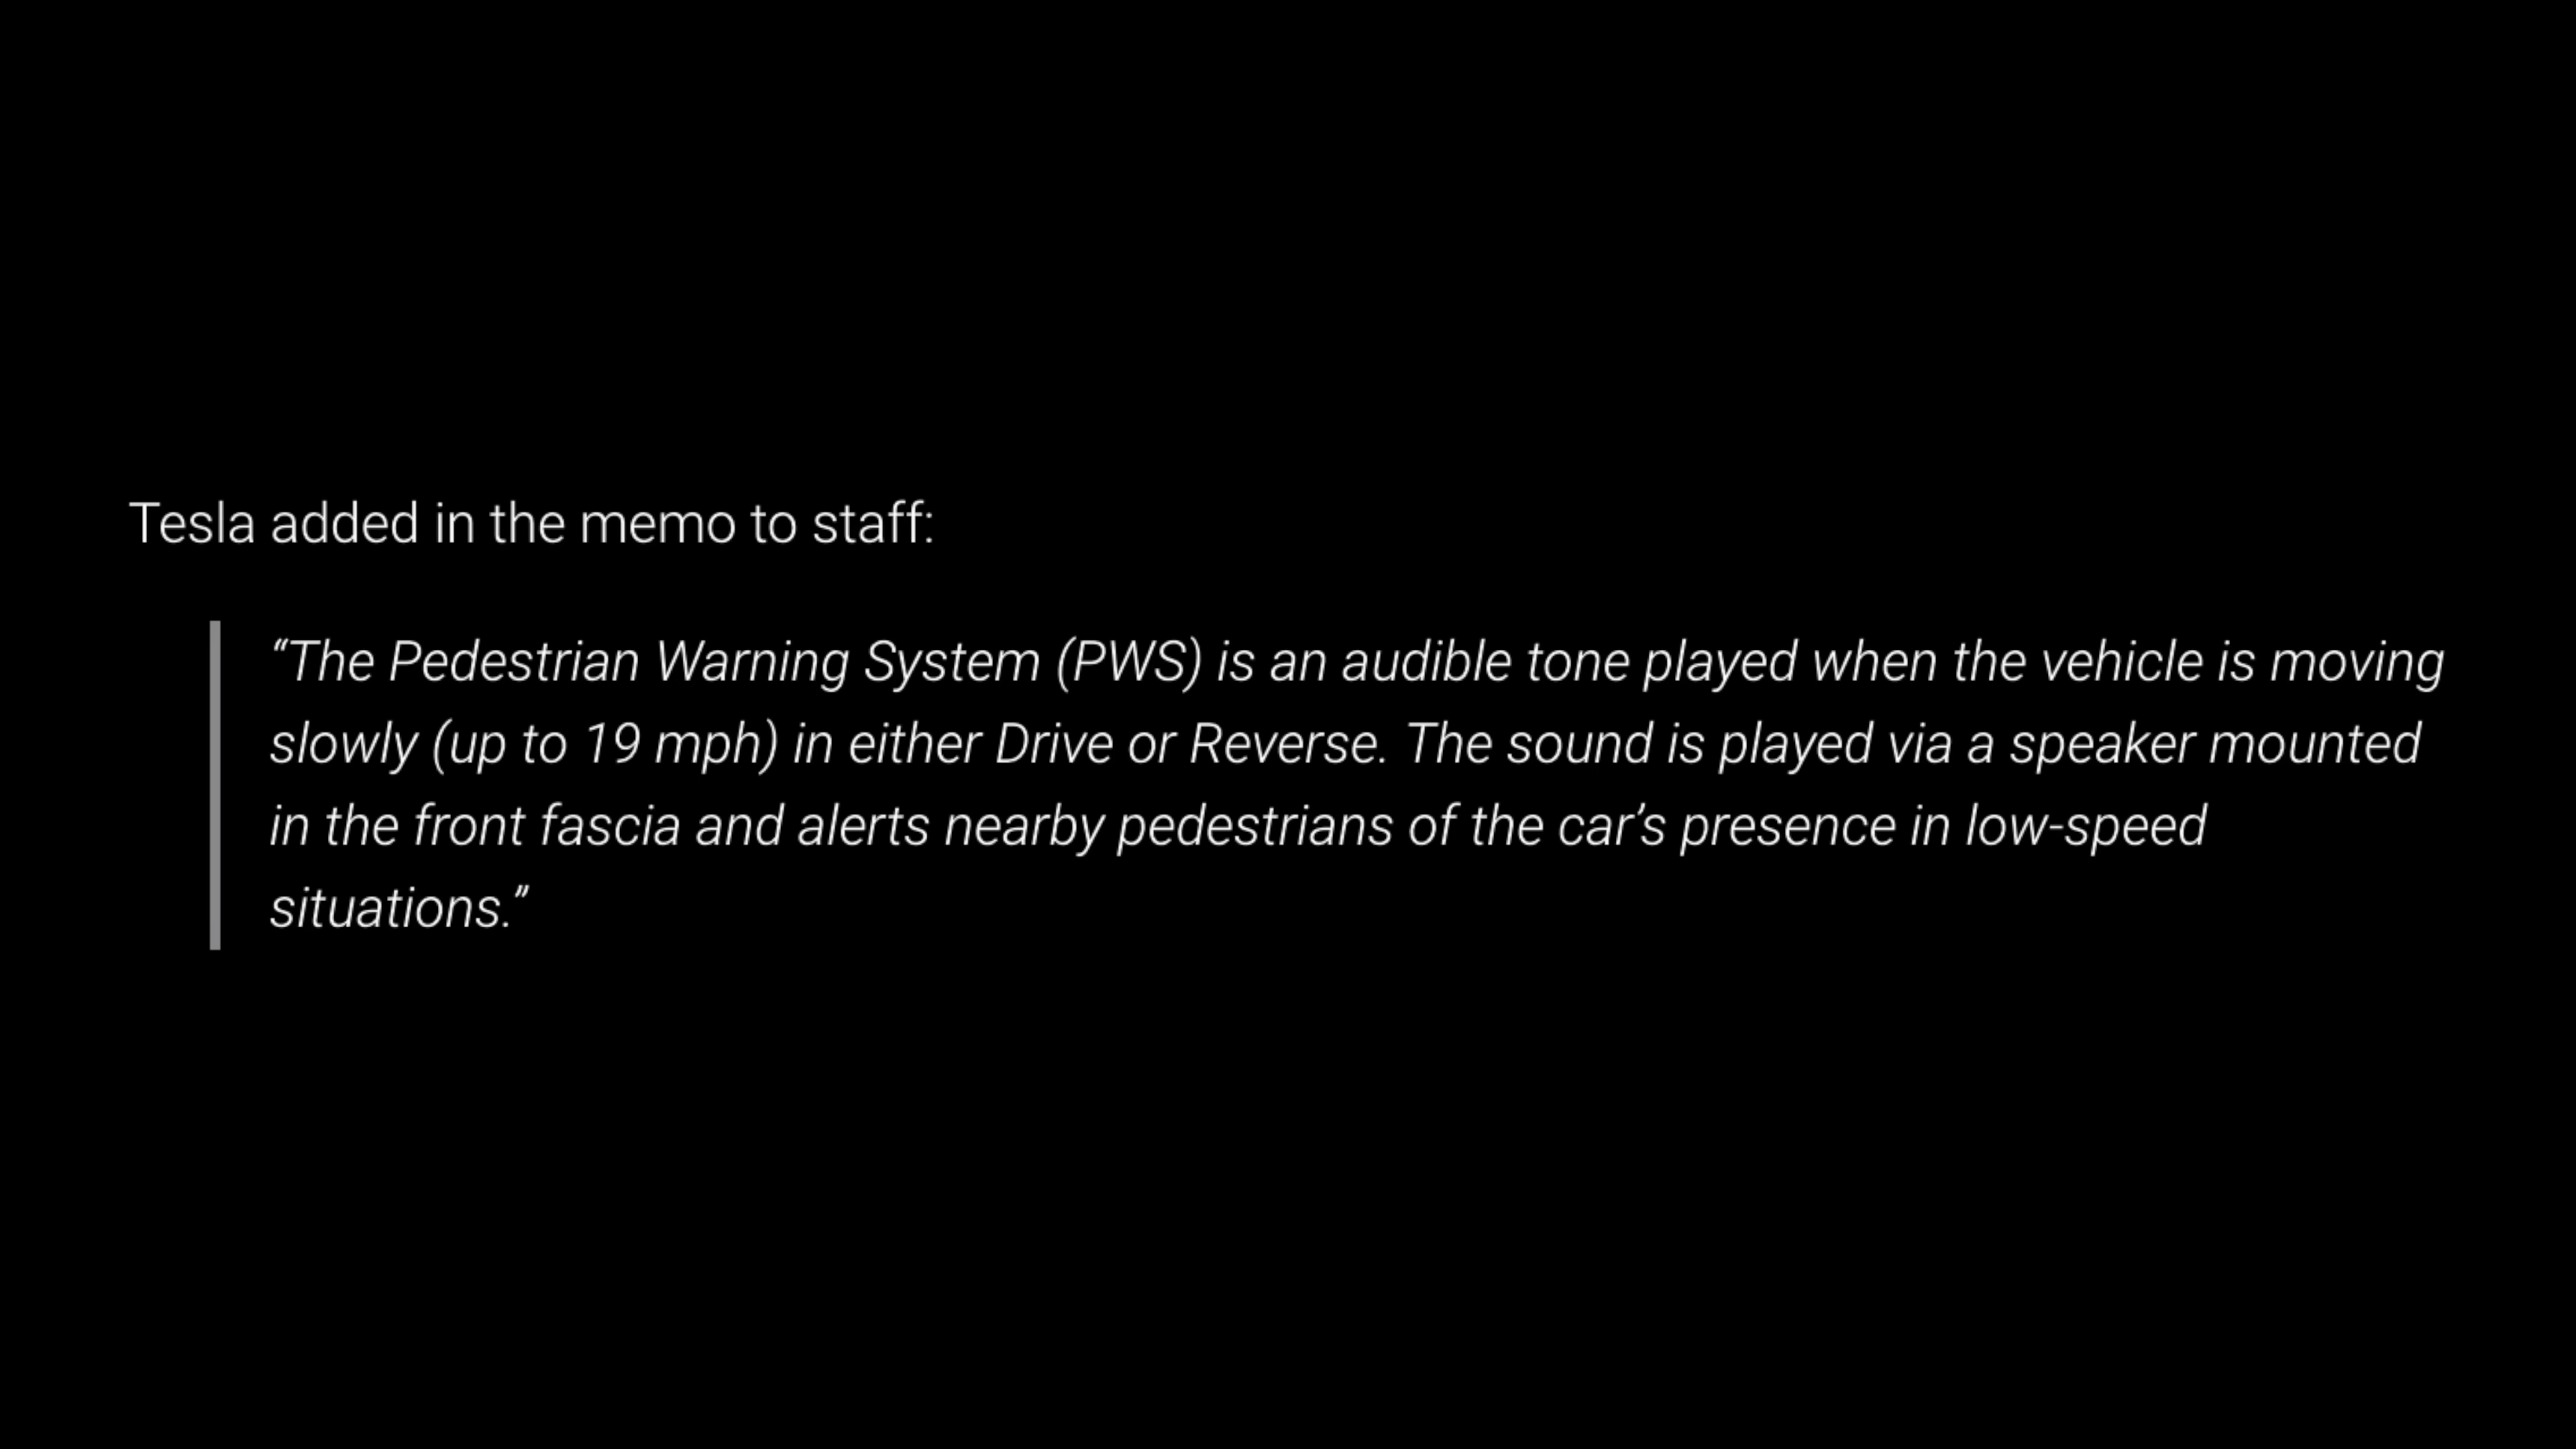 Tesla added in the memo to staff:
“The Pedestrian Warning System (PWS) is an audible tone played when the vehicle is moving
slowly (up to 19 mph) in either Drive or Reverse. The sound is played via a speaker mounted
in the front fascia and alerts nearby pedestrians of the car’s presence in low-speed
situations.”